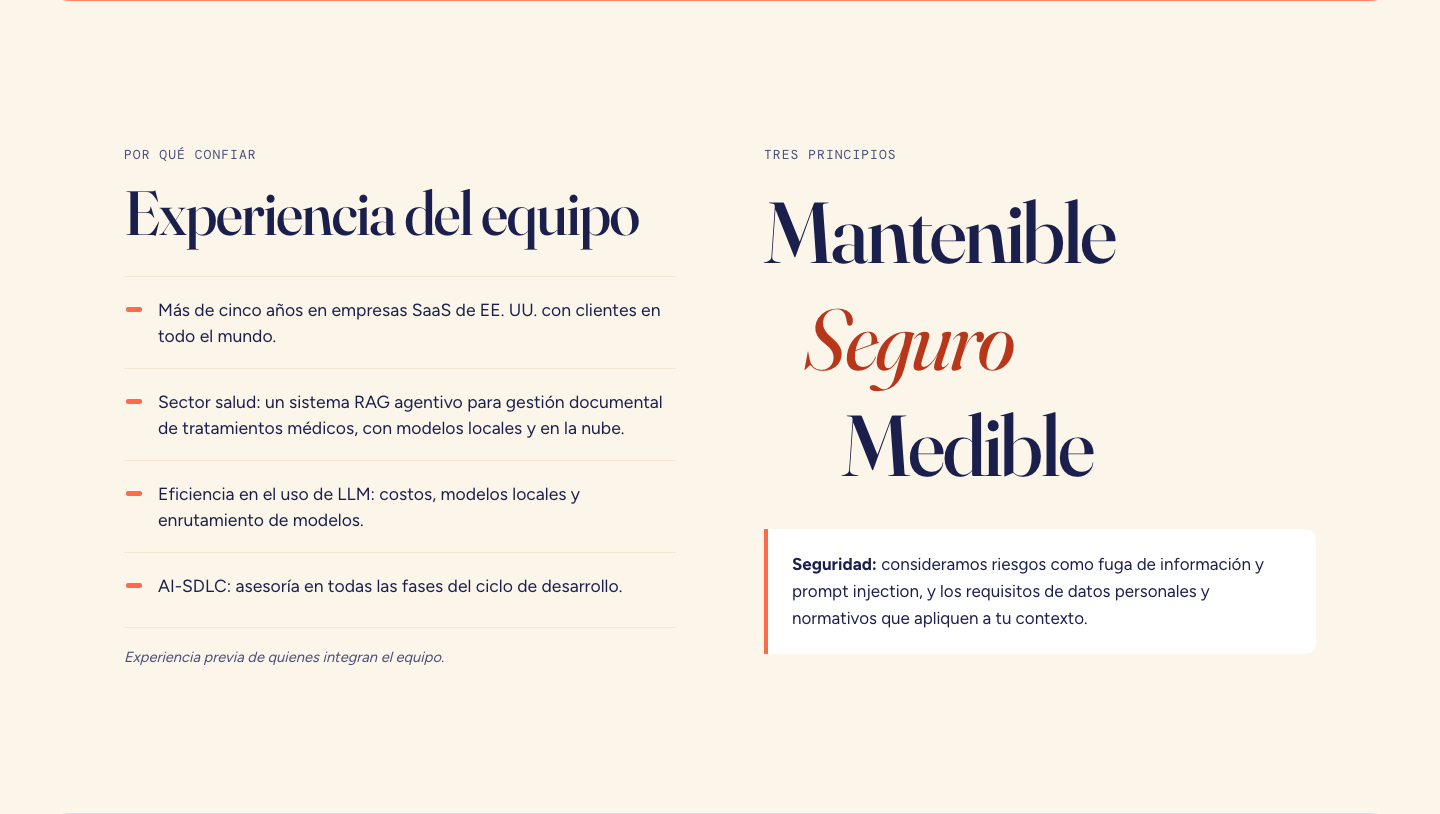 POR QUÉ CONFIAR
Experiencia del equipo
Más de cinco años en empresas SaaS de EE. UU. con clientes en
todo el mundo.
Sector salud: un sistema RAG agentivo para gestión documental
de tratamientos médicos, con modelos locales y en la nube.
Eficiencia en el uso de LLM: costos, modelos locales y
enrutamiento de modelos.
AI-SDLC: asesoría en todas las fases del ciclo de desarrollo.
Experiencia previa de quienes integran el equipo.
TRES PRINCIPIOS
Mantenible
Seguro
Medible
Seguridad: consideramos riesgos como fuga de información y
prompt injection, y los requisitos de datos personales y
normativos que apliquen a tu contexto.